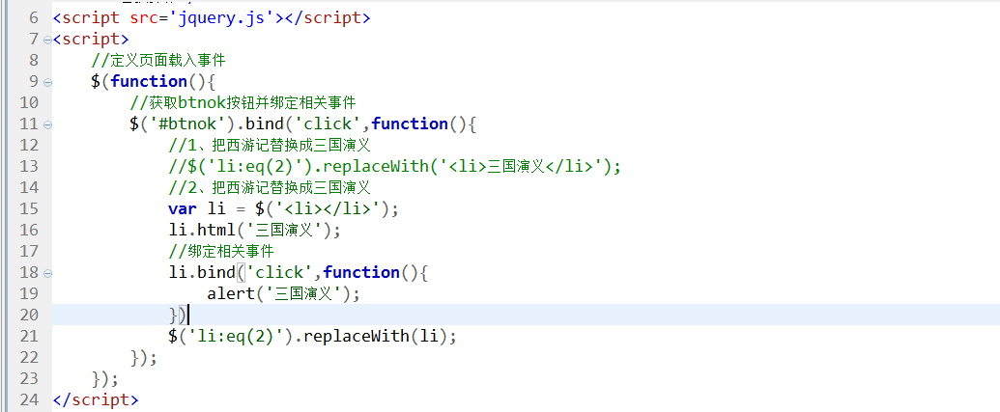 6 <script src='jquery.js'></script>
7 <script>
8 //定义页面载入事件
9 $(function(){
10 //获取btnok按钮并绑定相关事件
11 $('#btnok').bind('click',function(){
12 //1、把西游记替换成三国演义
13 //$('li:eq(2)').replaceWith('<li>三国演义</li>');
14 //2、把西游记替换成三国演义
15 var li = $('<li></li>');
16 li.html('三国演义');
17 //绑定相关事件
18 li.bind('click',function(){
19 alert('三国演义');
20 })
21 $('li:eq(2)').replaceWith(li);
22 });
23 });
24 </script>